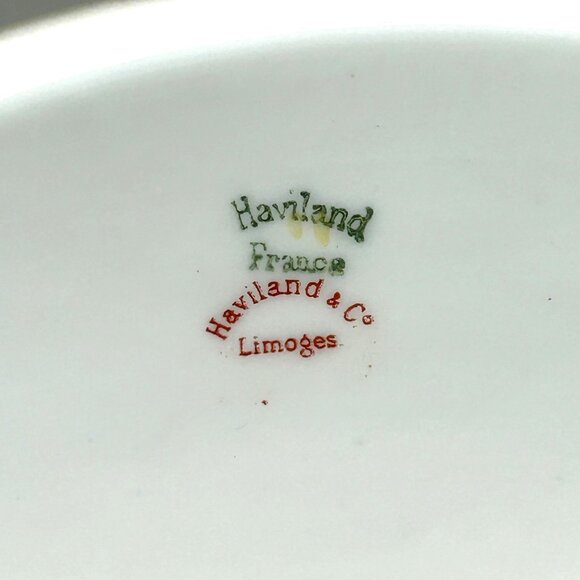 Haviland
France
Haviland & Co
Limoges